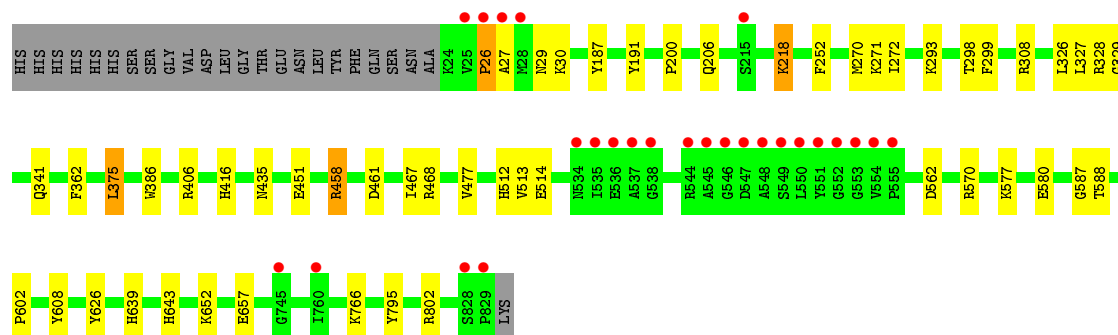 HIS HIS HIS HIS HIS HIS SER SER GLY VAL ASP LEU GLY THR GLU ASN LEU TYR PHE GLN SER ASN ALA K24 V25 P26 A27 M28 N29 K30 Y187 Y191 P200 Q206 S215 K218 F252 M270 K271 I272 K293 T298 F299 R308 L326 L327 R328
Q341 F362 L375 W386 R406 H416 N435 E451 R458 D461 I467 R468 V477 H512 V513 E514 N534 I535 E536 A537 G538 R544 A545 G546 D547 A548 S549 L550 Y551 G552 G553 V554 P555 D562 R570 K577 E580 G587 T588
P602 Y608 Y626 H639 H643 K652 E657 G745 I760 K766 Y795 R802 S828 P829 LYS